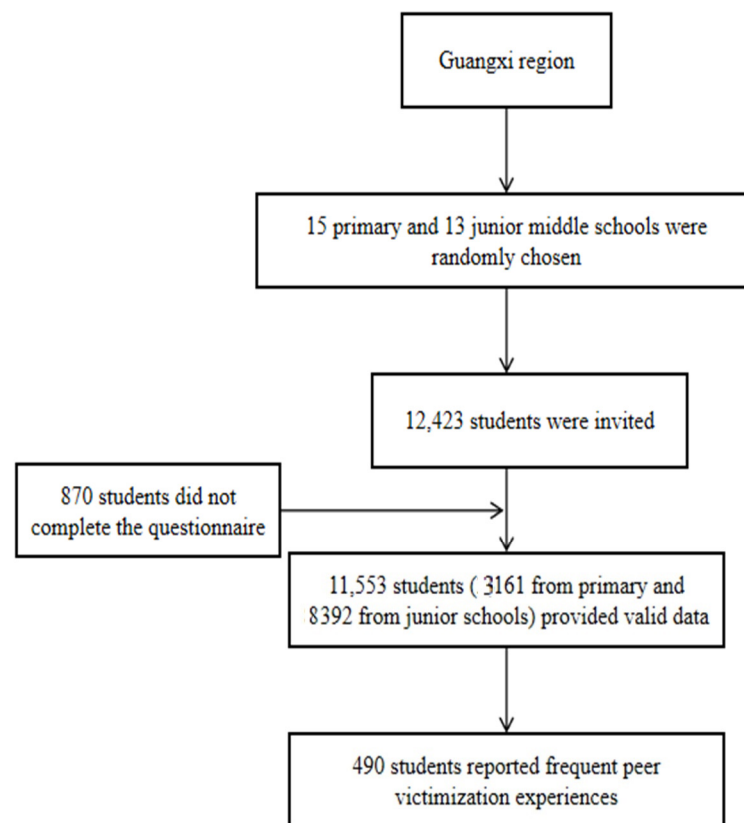 Guangxi region
15 primary and 13 junior middle schools were
randomly chosen
12,423 students were invited
870 students did not
complete the questionnaire
11,553 students ( 3161 from primary and
8392 from junior schools) provided valid data
490 students reported frequent peer
victimization experiences